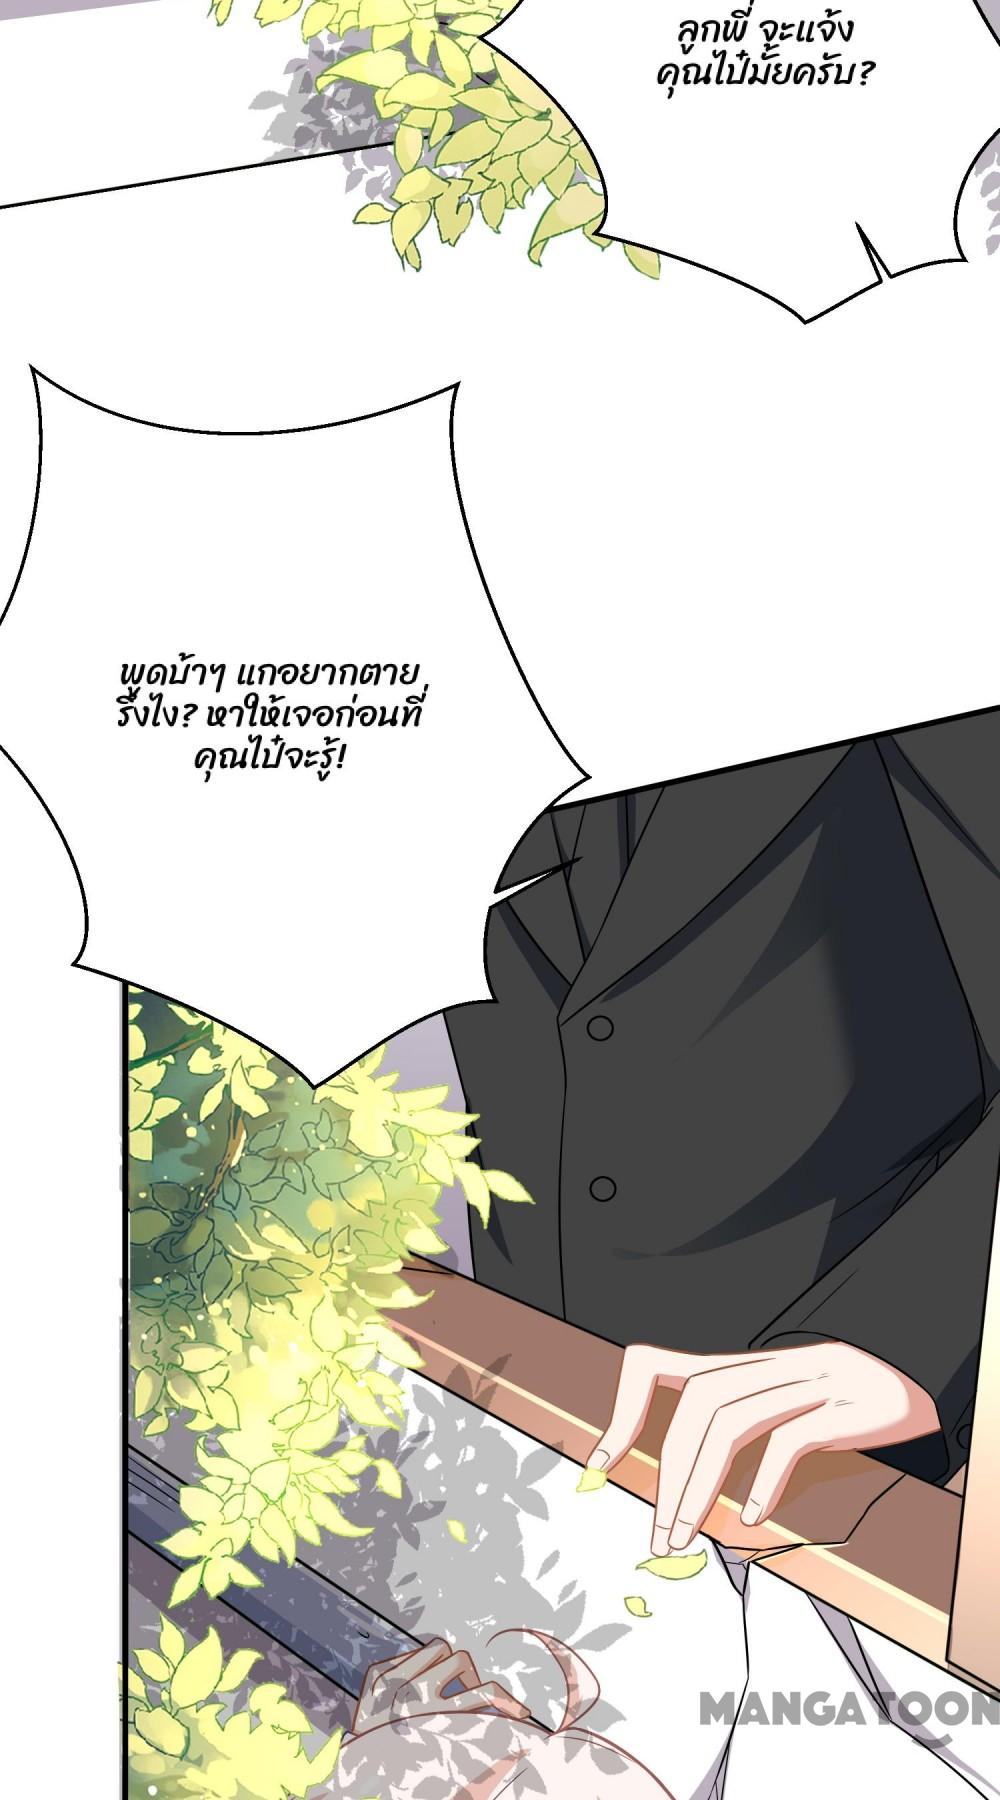 ลูกพี่ จะแจ้ง
คุณไป๋มั้ยครับ?
พูดบ้าๆ แกอยากตาย
รึงไง? หาให้เจอก่อนที่
คุณไป๋จะรู้!
MANGATOON